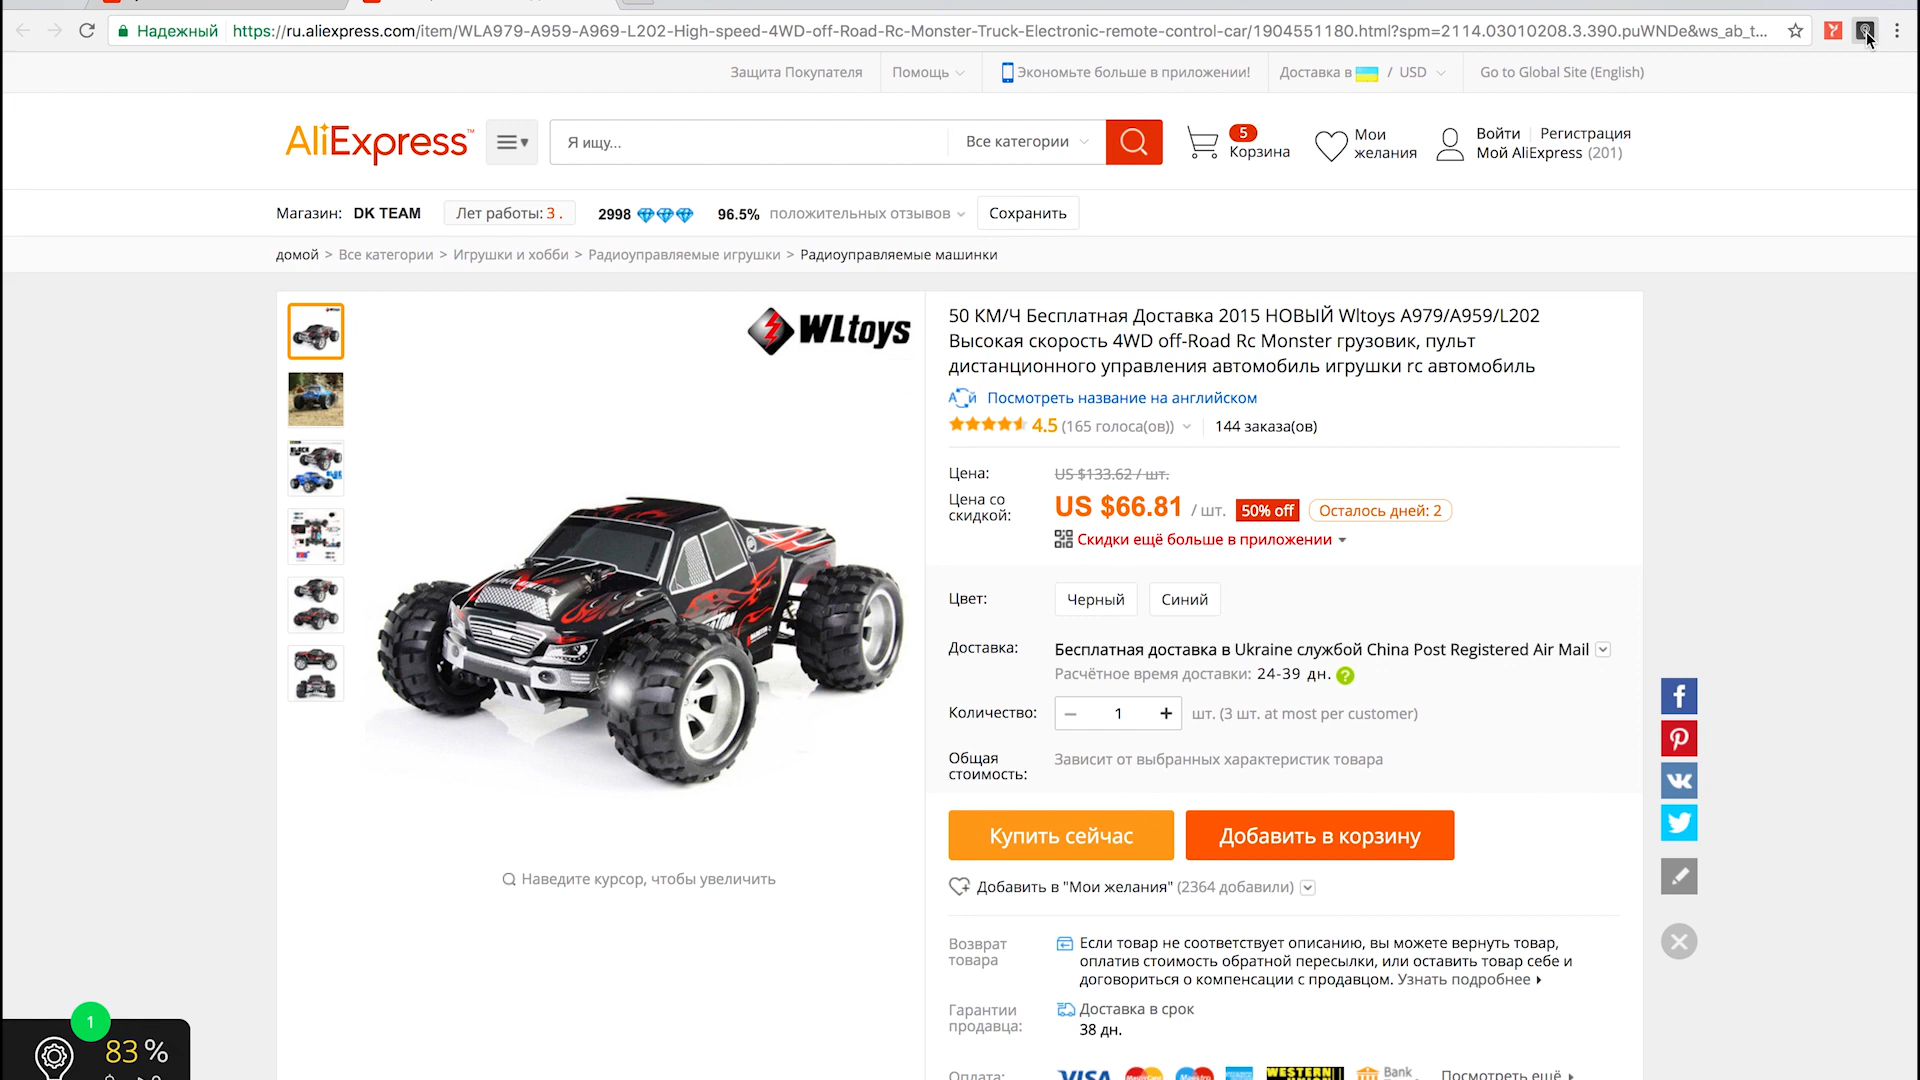 Надежный https://ru.aliexpress.com/item/WLA979-A959-A969-L202-High-speed-4WD-off-Road-Rc-Monster-Truck-Electronic-remote-control-car/1904551180.html?spm=2114.03010208.3.390.puWNDe&ws_ab_t...
Защита Покупателя Помощь Экономьте больше в приложении! Доставка в / USD Go to Global Site (English)
AliExpress™ Я ищу... Все категории 5 Корзина Мои желания Войти Регистрация
Мой AliExpress (201)
Магазин: DK TEAM Лет работы: 3 . 2998 96.5% положительных отзывов Сохранить
домой > Все категории > Игрушки и хобби > Радиоуправляемые игрушки > Радиоуправляемые машинки
WLtoys
50 КМ/Ч Бесплатная Доставка 2015 НОВЫЙ Wltoys A979/A959/L202
Высокая скорость 4WD off-Road Rc Monster грузовик, пульт
дистанционного управления автомобиль игрушки rc автомобиль
Посмотреть название на английском
4.5 (165 голоса(ов)) 144 заказа(ов)
Цена: US $133.62 / шт.
Цена со
скидкой: US $66.81 / шт. 50% off Осталось дней: 2
Скидки ещё больше в приложении
Цвет: Черный Синий
Доставка: Бесплатная доставка в Ukraine службой China Post Registered Air Mail
Расчётное время доставки: 24-39 дн. ?
Количество: – 1 + шт. (3 шт. at most per customer)
Общая
стоимость: Зависит от выбранных характеристик товара
Купить сейчас Добавить в корзину
Наведите курсор, чтобы увеличить
Добавить в "Мои желания" (2364 добавили)
Возврат
товара
Если товар не соответствует описанию, вы можете вернуть товар,
оплатив стоимость обратной пересылки, или оставить товар себе и
договориться о компенсации с продавцом. Узнать подробнее
Гарантии
продавца:
Доставка в срок
38 дн.
Оплата: VISA WESTERN Bank Посмотреть ещё
1
83 %